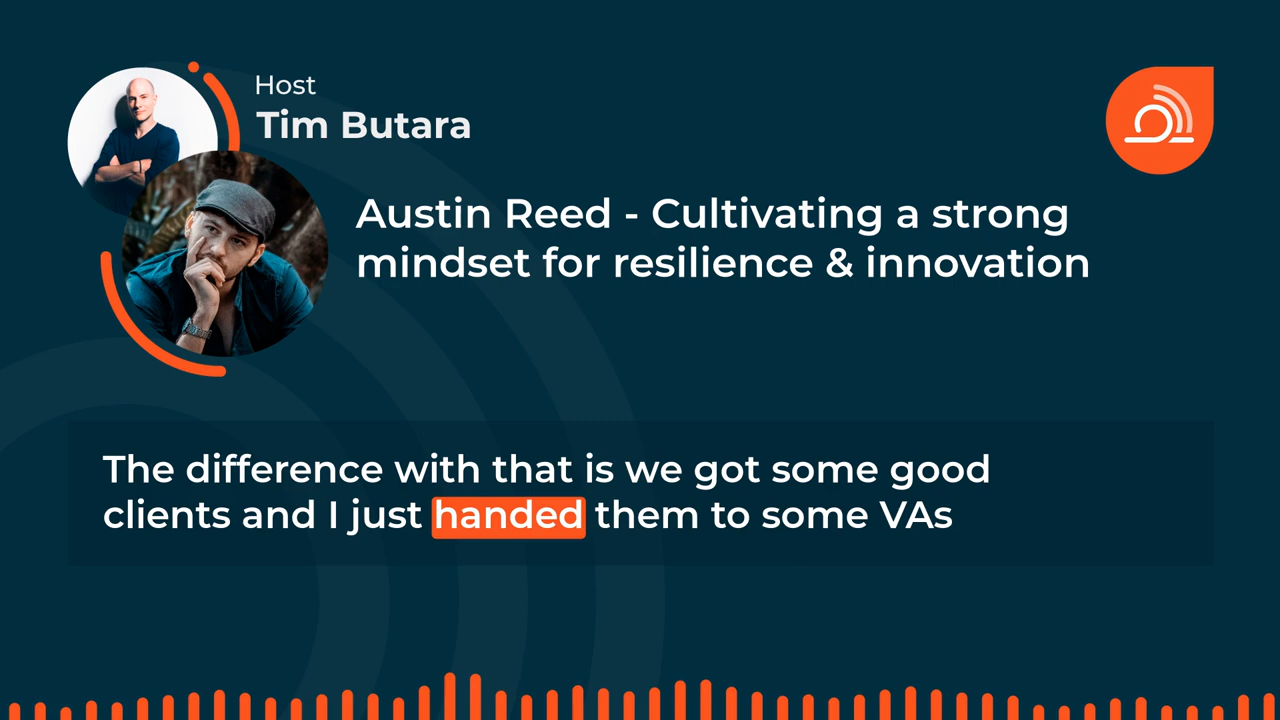 Host
Tim Butara
Austin Reed - Cultivating a strong
mindset for resilience & innovation
The difference with that is we got some good
clients and I just handed them to some VAs